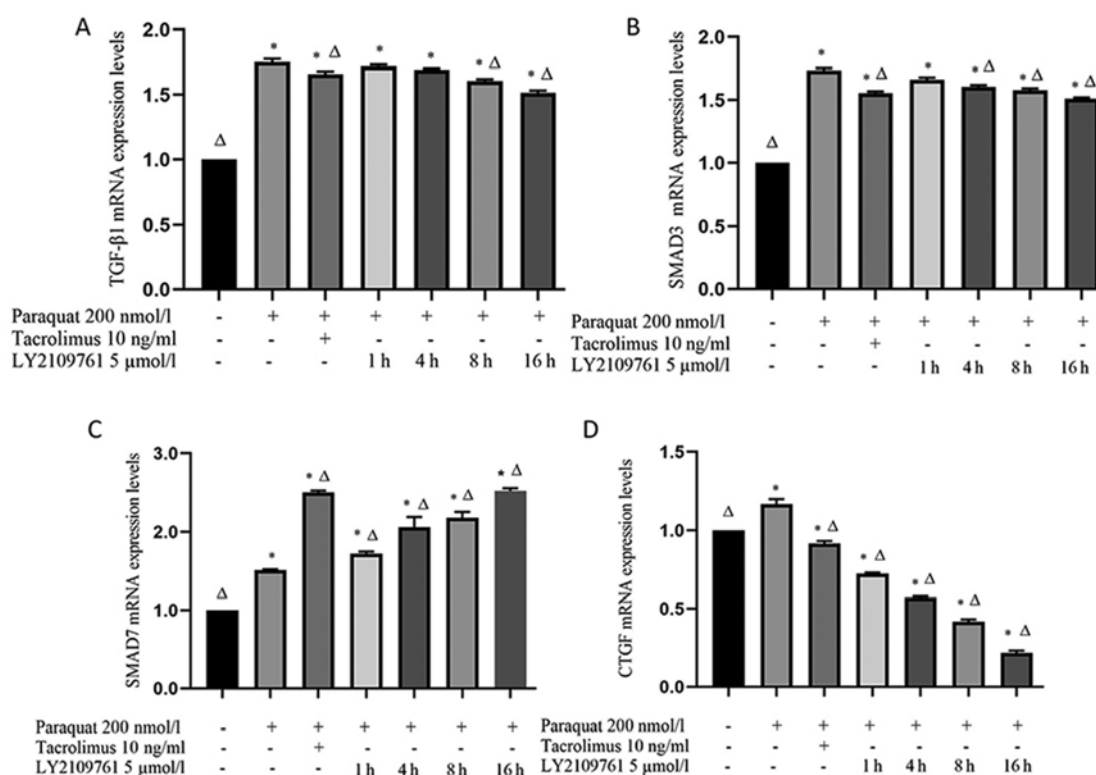 A
TGF-β1 mRNA expression levels
2.0
1.5
1.0
0.5
0.0
Δ
*
* Δ
*
*
* Δ
* Δ
Paraquat 200 nmol/l - + + + + + +
Tacrolimus 10 ng/ml - - + - - - -
LY2109761 5 µmol/l - - - 1 h 4 h 8 h 16 h
B
SMAD3 mRNA expression levels
2.0
1.5
1.0
0.5
0.0
Δ
*
* Δ
*
* Δ
* Δ
* Δ
Paraquat 200 nmol/l - + + + + + +
Tacrolimus 10 ng/ml - - + - - - -
LY2109761 5 µmol/l - - - 1 h 4 h 8 h 16 h
C
SMAD7 mRNA expression levels
3.0
2.0
1.0
0.0
Δ
*
* Δ
* Δ
* Δ
* Δ
★ Δ
Paraquat 200 nmol/l - + + + + + +
Tacrolimus 10 ng/ml - - + - - - -
LY2109761 5 µmol/l - - - 1 h 4 h 8 h 16 h
D
CTGF mRNA expression levels
1.5
1.0
0.5
0.0
Δ
*
* Δ
* Δ
* Δ
* Δ
* Δ
Paraquat 200 nmol/l - + + + + + +
Tacrolimus 10 ng/ml - - + - - - -
LY2109761 5 µmol/l - - - 1 h 4 h 8 h 16 h